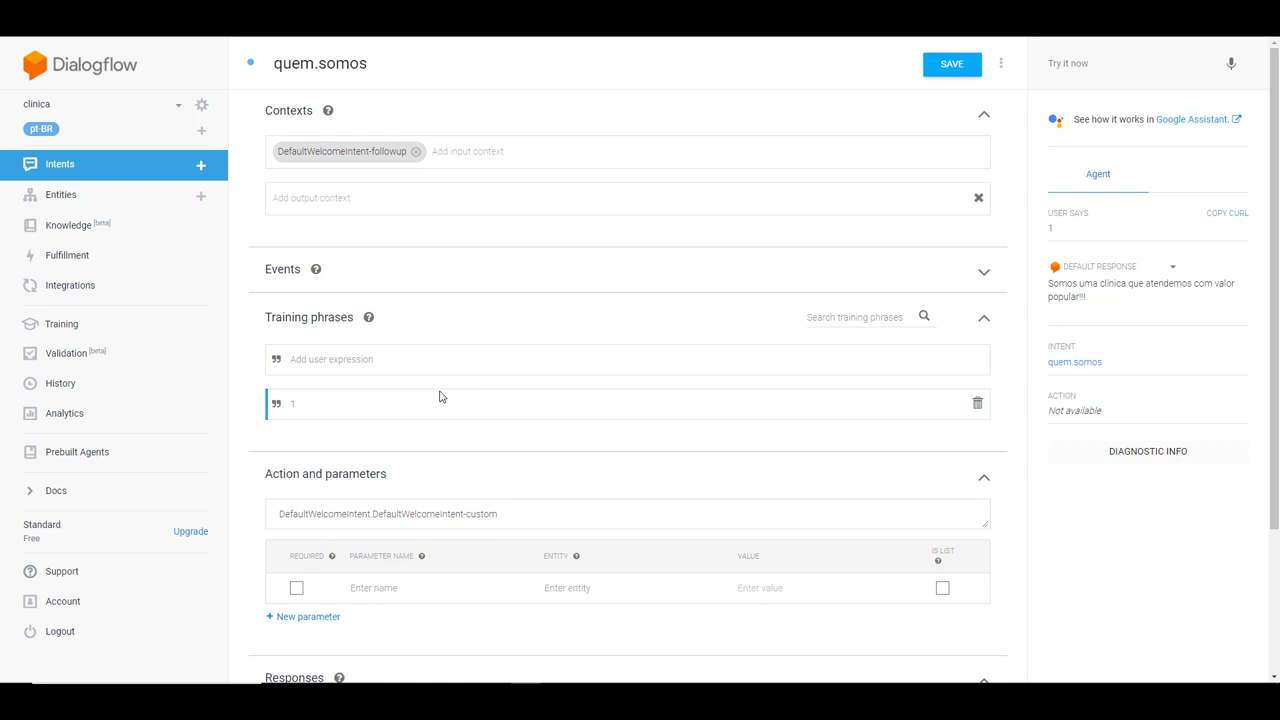 Dialogflow
clinica
pt-BR
Intents
Entities
Knowledge [beta]
Fulfillment
Integrations
Training
Validation [beta]
History
Analytics
Prebuilt Agents
Docs
Standard
Free
Upgrade
Support
Account
Logout
quem.somos
SAVE
Contexts
DefaultWelcomeIntent-followup
Add input context
Add output context
Events
Training phrases
Search training phrases
Add user expression
1
Action and parameters
DefaultWelcomeIntent.DefaultWelcomeIntent-custom
REQUIRED PARAMETER NAME ENTITY VALUE IS LIST
Enter name Enter entity Enter value
+ New parameter
Responses
Try it now
See how it works in Google Assistant.
Agent
USER SAYS COPY CURL
1
DEFAULT RESPONSE
Somos uma clínica que atendemos com valor
popular!!!
INTENT
quem.somos
ACTION
Not available
DIAGNOSTIC INFO